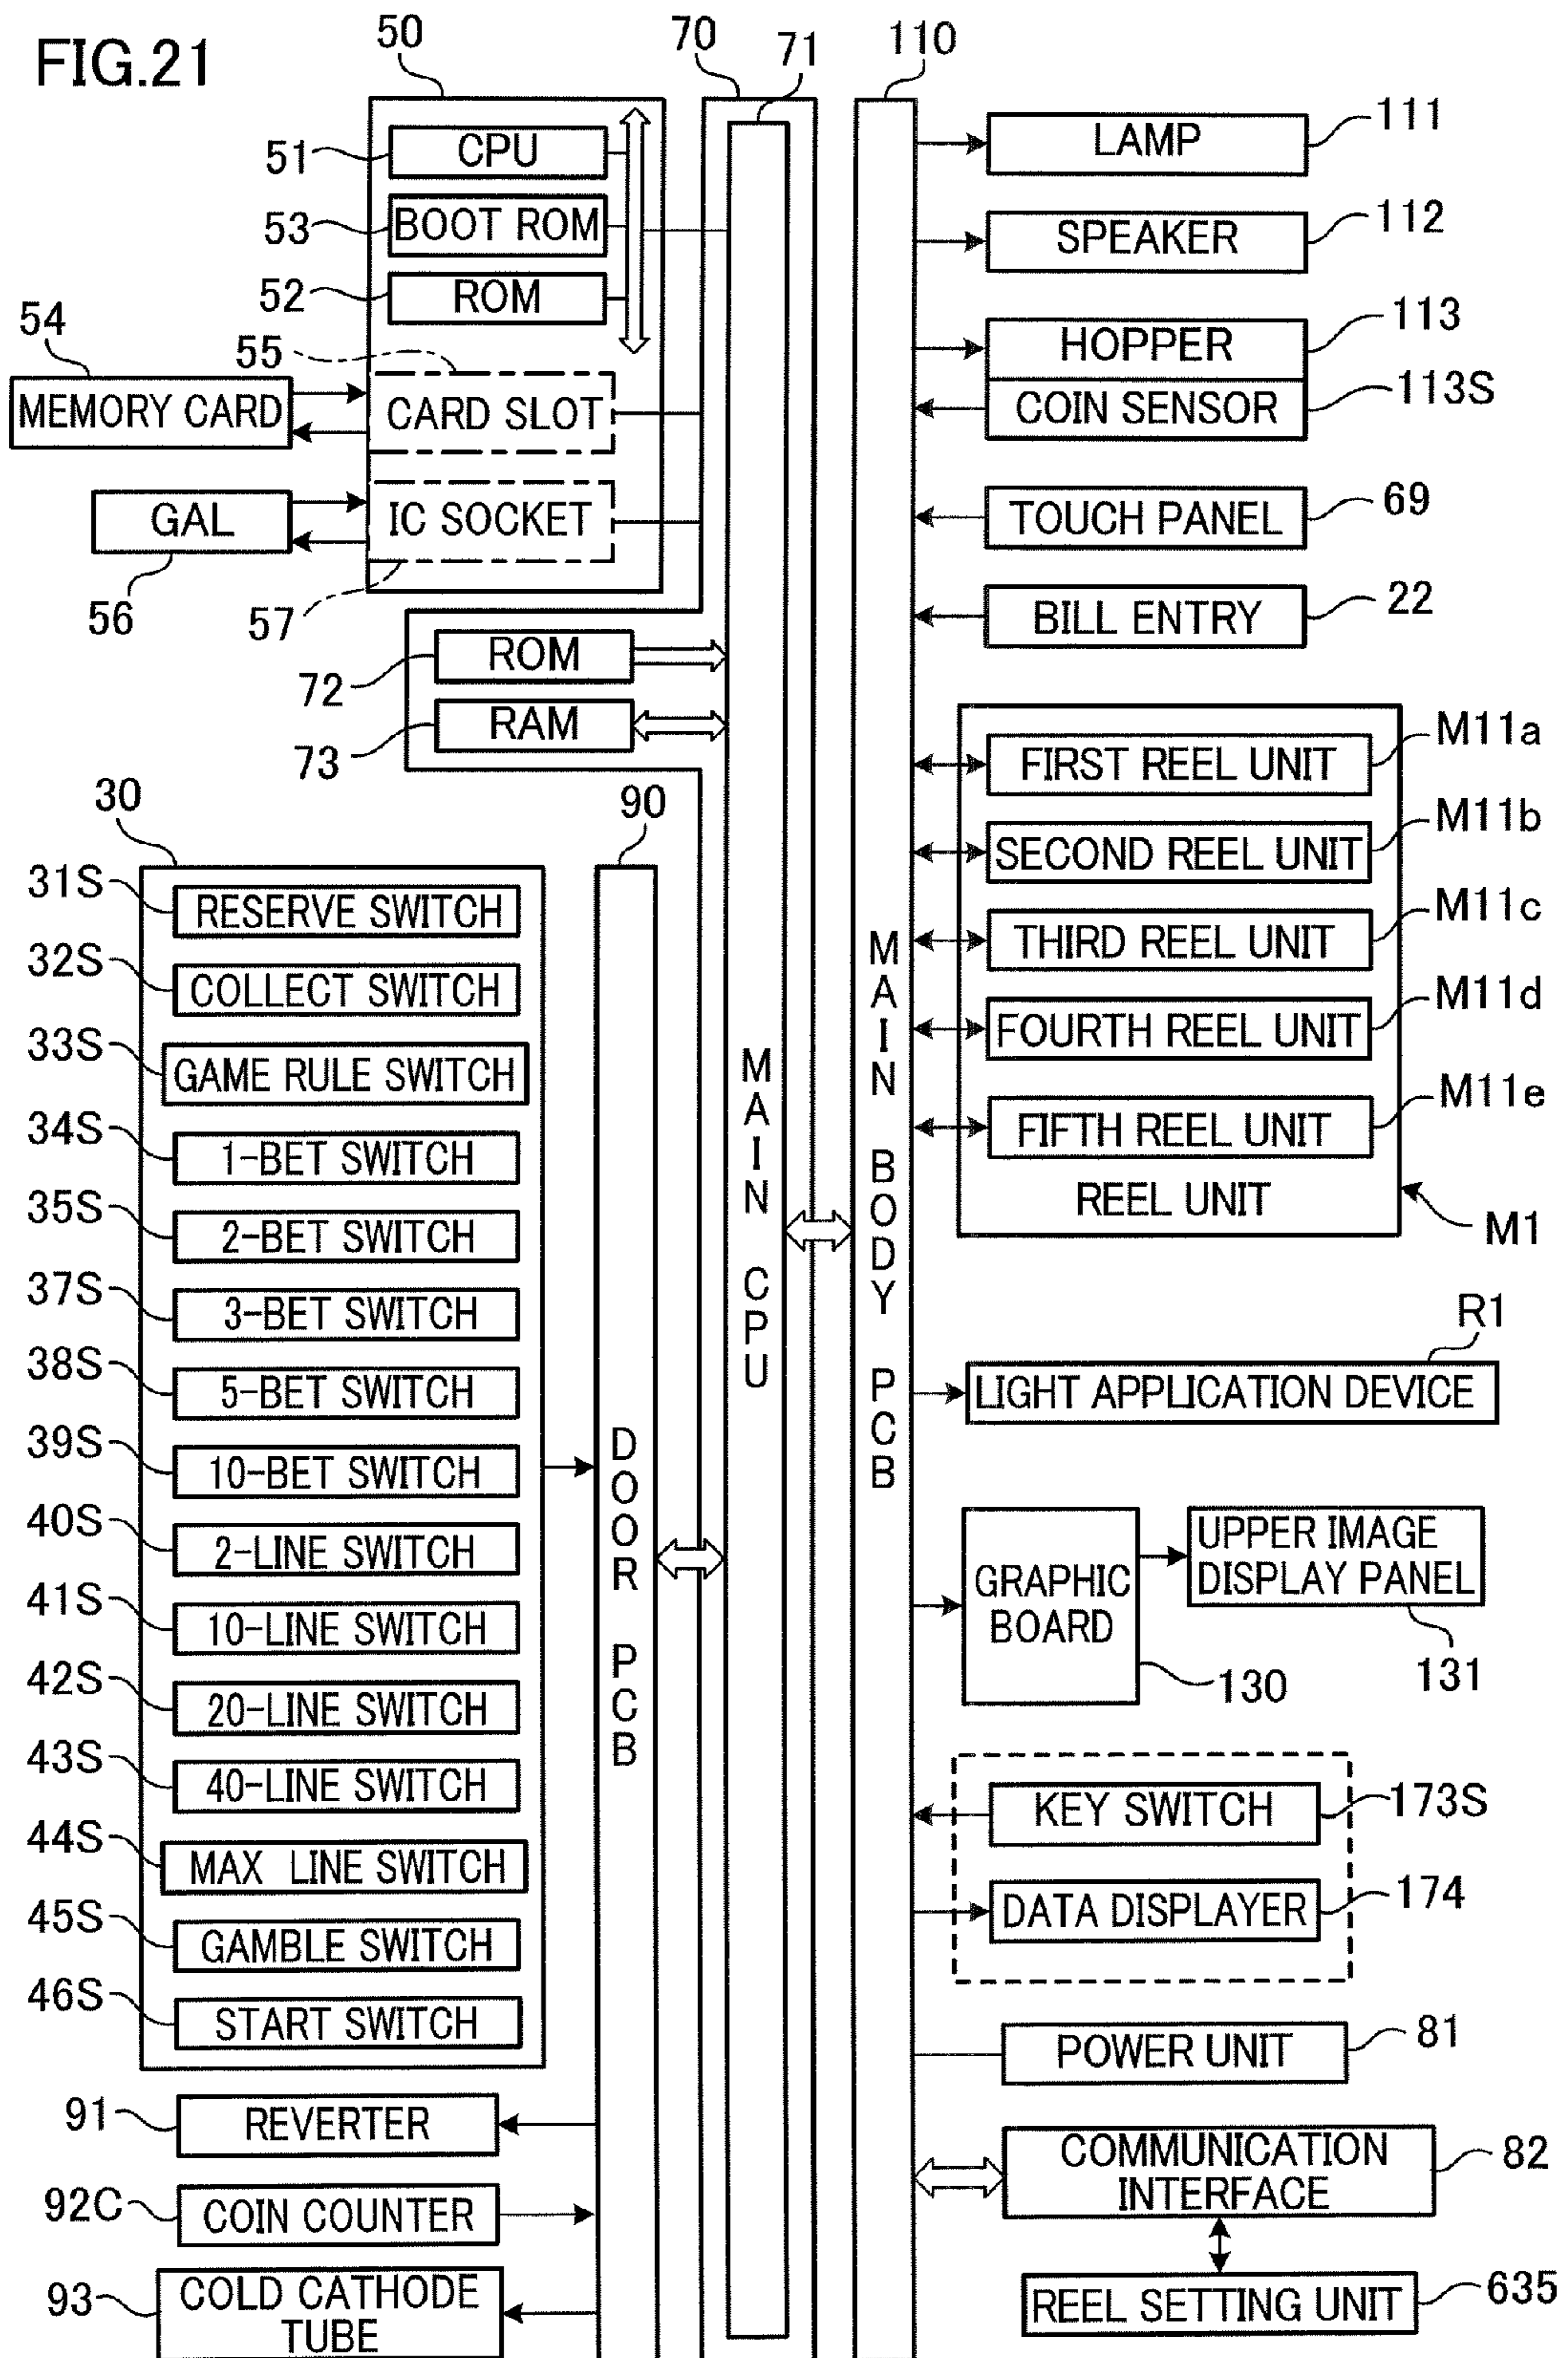 FIG.21
50
70
71
110
51
CPU
53
BOOT ROM
52
ROM
54
MEMORY CARD
55
CARD SLOT
GAL
56
IC SOCKET
57
72
ROM
73
RAM
MAIN CPU
MAIN BODY PCB
LAMP
111
SPEAKER
112
HOPPER
113
COIN SENSOR
113S
TOUCH PANEL
69
BILL ENTRY
22
FIRST REEL UNIT
M11a
SECOND REEL UNIT
M11b
THIRD REEL UNIT
M11c
FOURTH REEL UNIT
M11d
FIFTH REEL UNIT
M11e
REEL UNIT
M1
R1
LIGHT APPLICATION DEVICE
GRAPHIC
BOARD
130
UPPER IMAGE
DISPLAY PANEL
131
KEY SWITCH
173S
DATA DISPLAYER
174
POWER UNIT
81
COMMUNICATION
INTERFACE
82
REEL SETTING UNIT
635
30
90
DOOR PCB
31S
RESERVE SWITCH
32S
COLLECT SWITCH
33S
GAME RULE SWITCH
34S
1-BET SWITCH
35S
2-BET SWITCH
37S
3-BET SWITCH
38S
5-BET SWITCH
39S
10-BET SWITCH
40S
2-LINE SWITCH
41S
10-LINE SWITCH
42S
20-LINE SWITCH
43S
40-LINE SWITCH
44S
MAX LINE SWITCH
45S
GAMBLE SWITCH
46S
START SWITCH
91
REVERTER
92C
COIN COUNTER
93
COLD CATHODE
TUBE